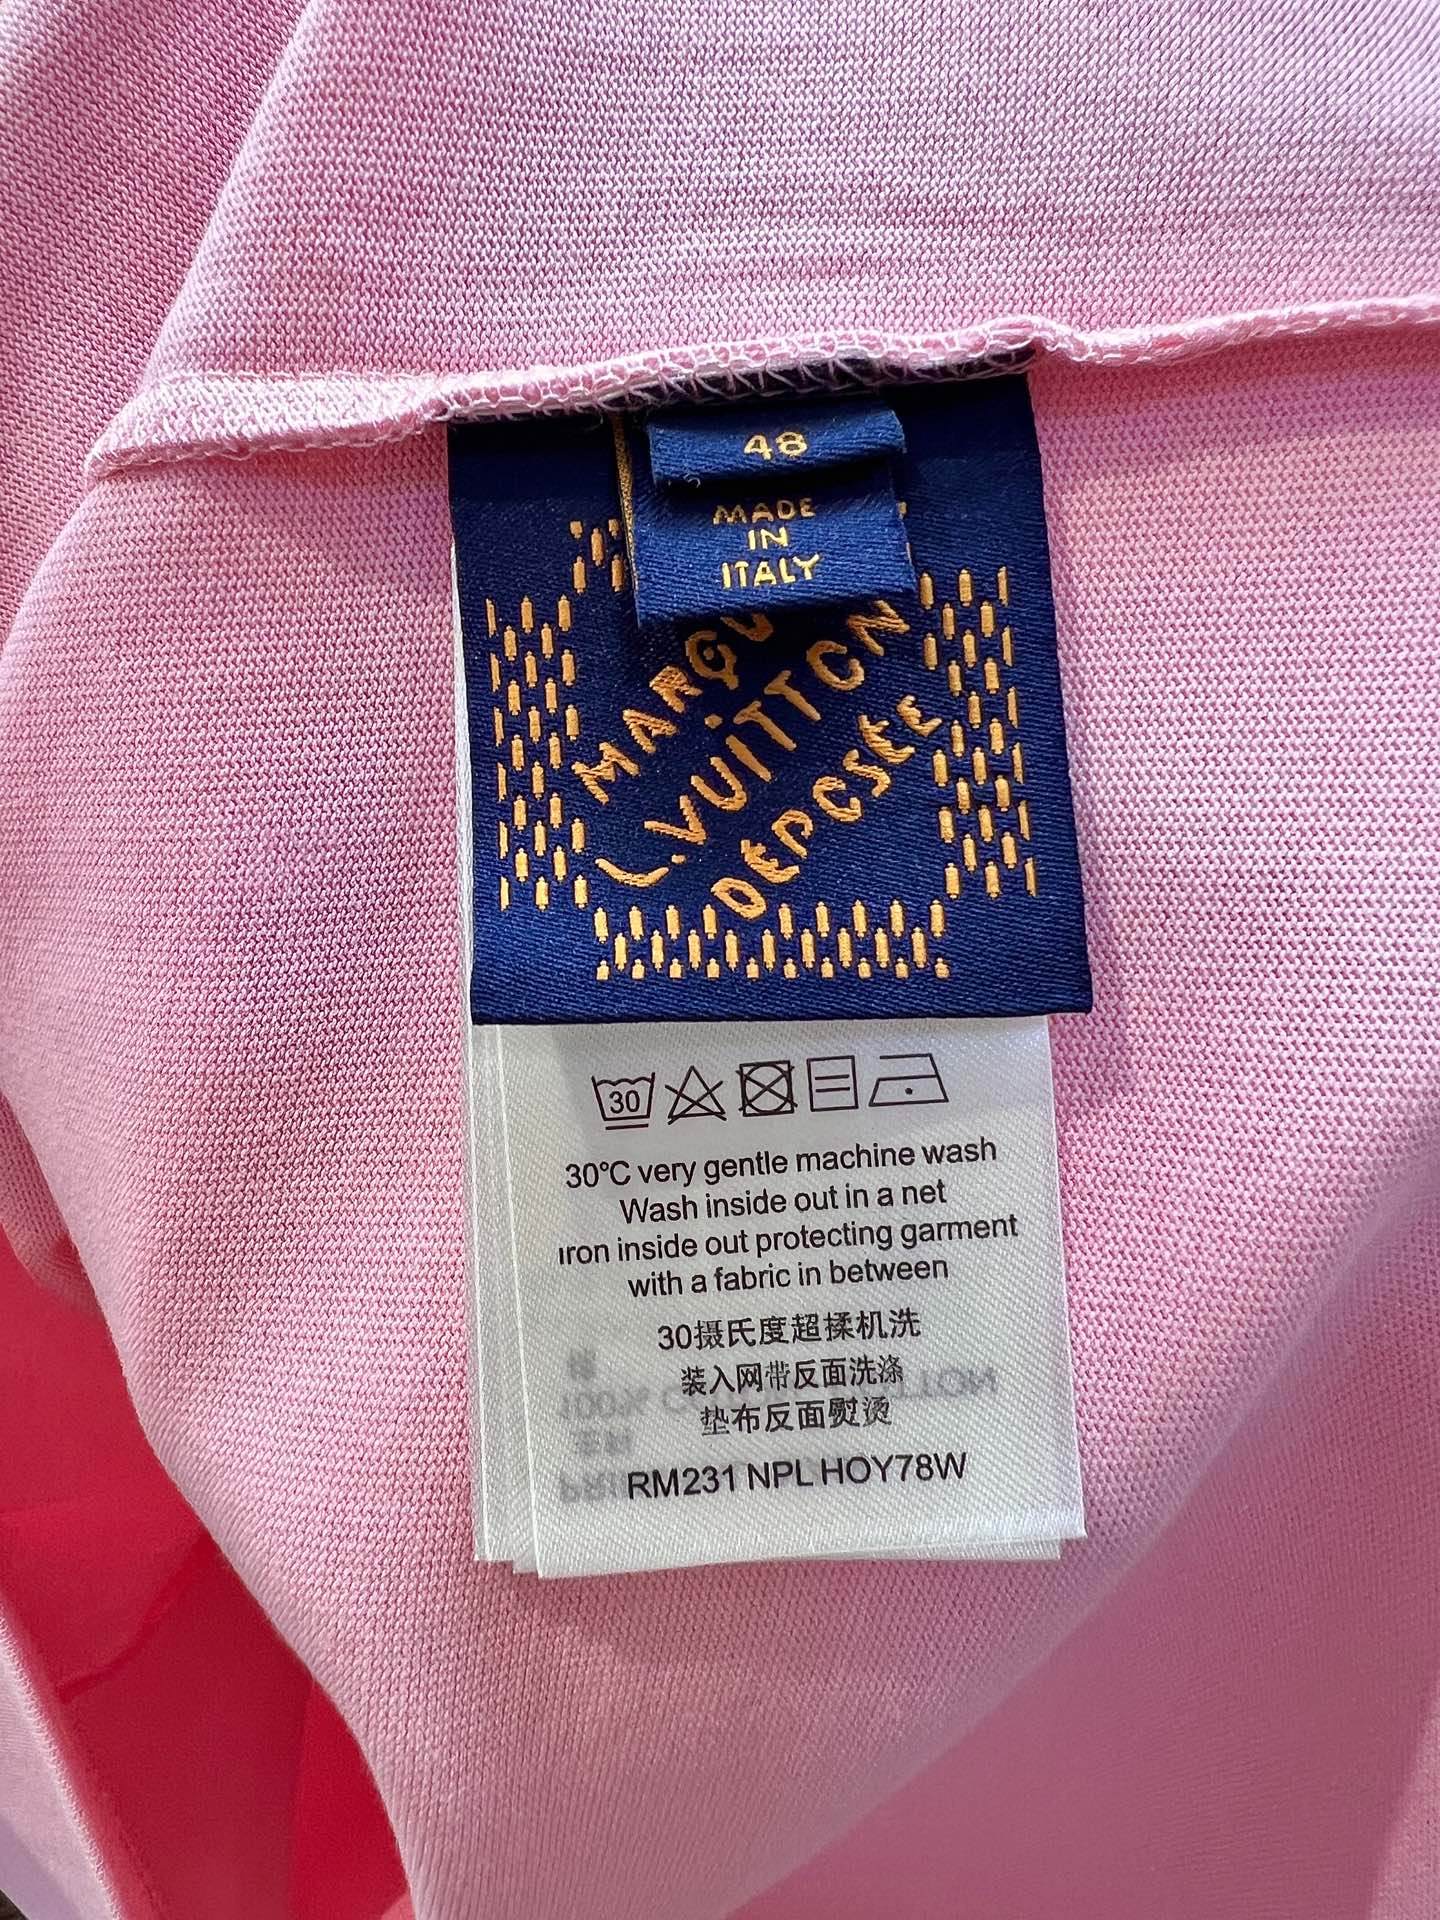 48
MADE
IN
ITALY
MARQU
L.VUITTON
DEPOSEE
30
30°C very gentle machine wash
Wash inside out in a net
Iron inside out protecting garment
with a fabric in between
30摄氏度超揉机洗
装入网带反面洗涤
垫布反面熨烫
RM231 NPL HOY78W